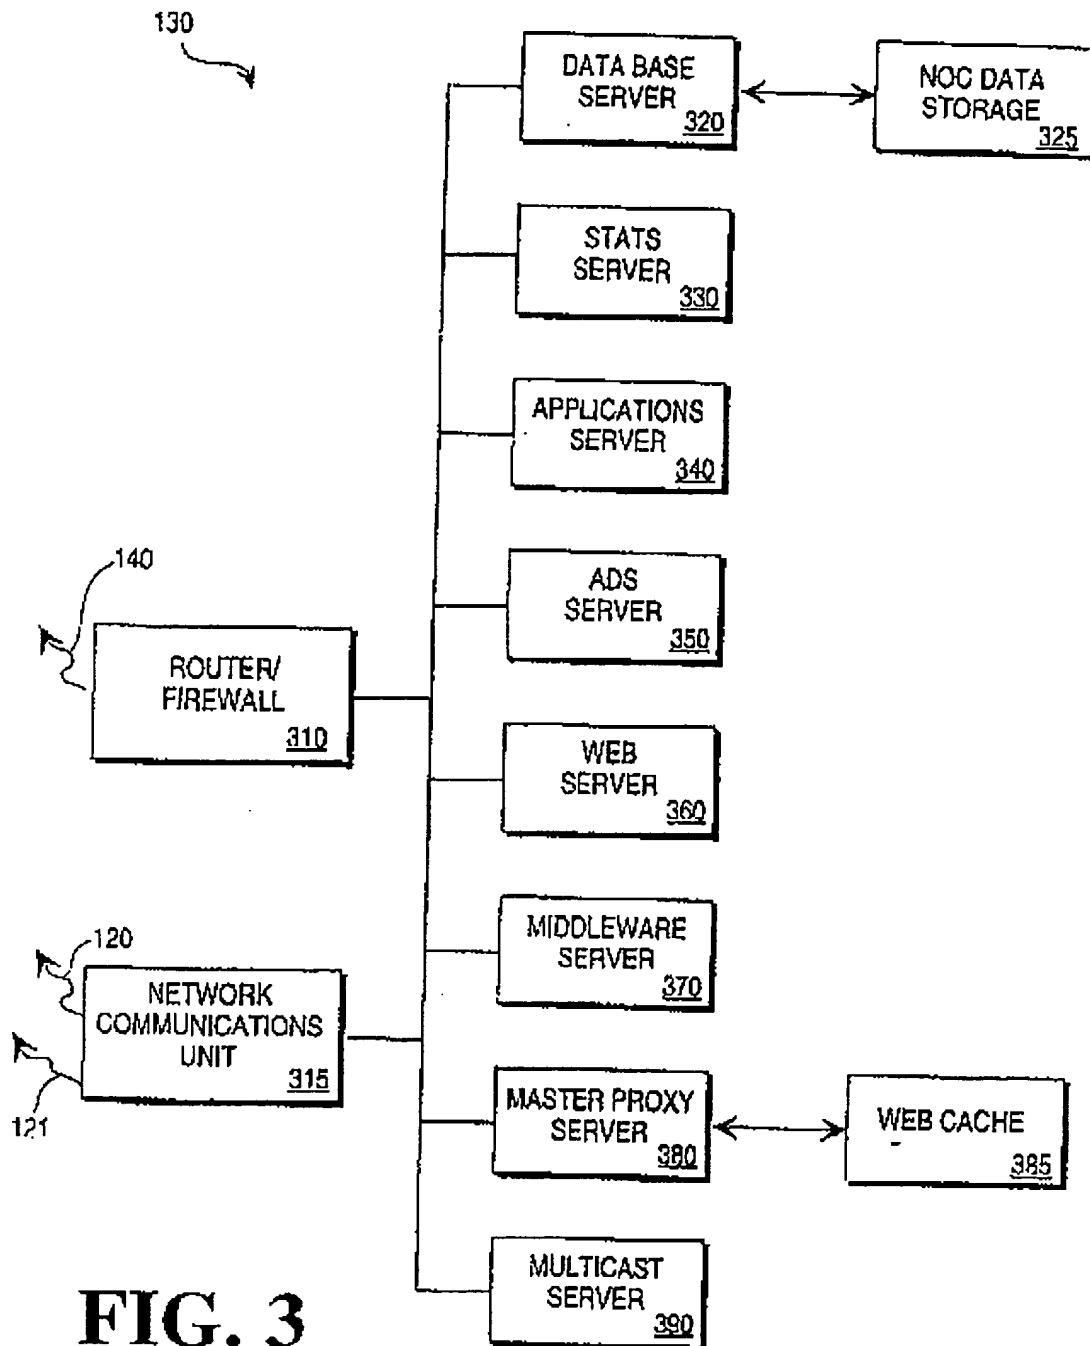 130
DATA BASE
SERVER
320
NOC DATA
STORAGE
325
STATS
SERVER
330
APPLICATIONS
SERVER
340
140
ADS
SERVER
350
ROUTER/
FIREWALL
310
WEB
SERVER
360
120
NETWORK
COMMUNICATIONS
UNIT
315
121
MIDDLEWARE
SERVER
370
MASTER PROXY
SERVER
380
WEB CACHE
385
MULTICAST
SERVER
390
FIG. 3